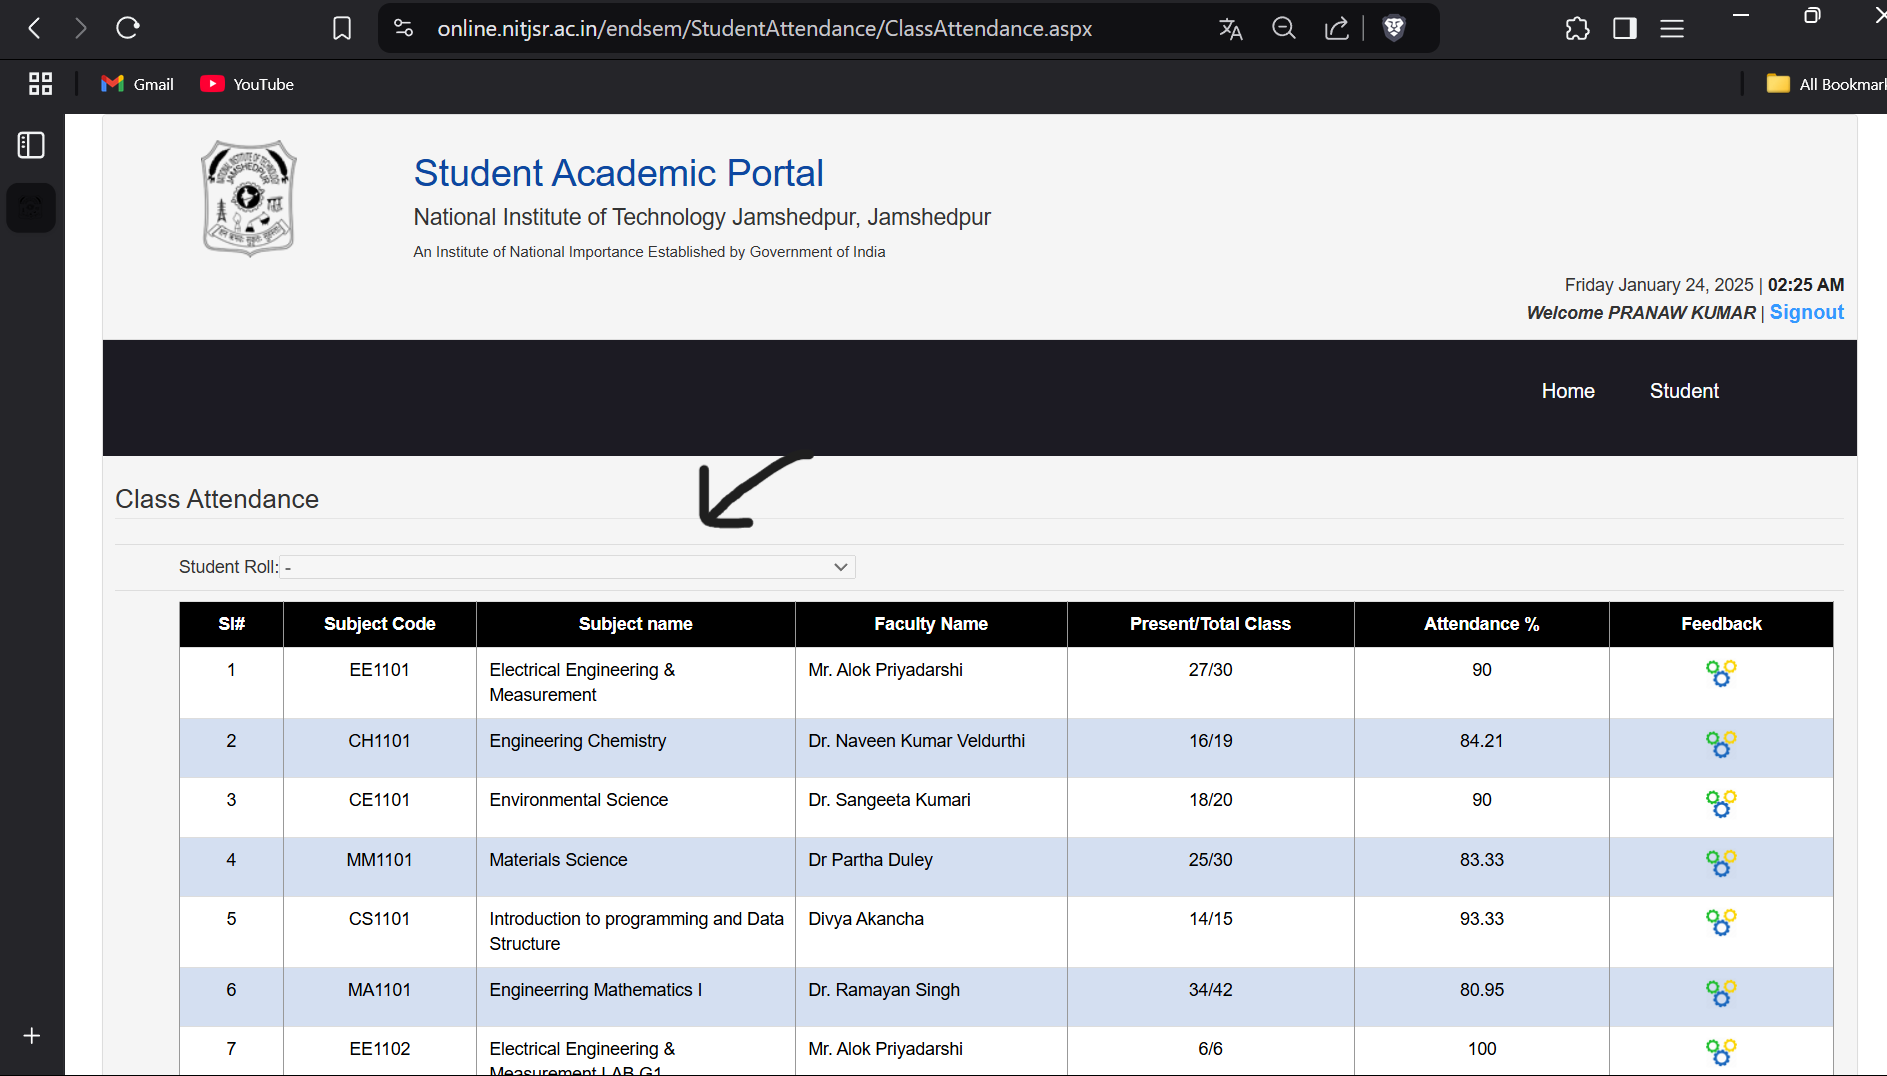 online.nitjsr.ac.in/endsem/StudentAttendance/ClassAttendance.aspx
Gmail
YouTube
All Bookmar
Student Academic Portal
National Institute of Technology Jamshedpur, Jamshedpur
An Institute of National Importance Established by Government of India
Friday January 24, 2025 | 02:25 AM
Welcome PRANAW KUMAR | Signout
Home Student
Class Attendance
Student Roll: -
Sl# Subject Code Subject name Faculty Name Present/Total Class Attendance % Feedback
1 EE1101 Electrical Engineering & Mr. Alok Priyadarshi 27/30 90
Measurement
2 CH1101 Engineering Chemistry Dr. Naveen Kumar Veldurthi 16/19 84.21
3 CE1101 Environmental Science Dr. Sangeeta Kumari 18/20 90
4 MM1101 Materials Science Dr Partha Duley 25/30 83.33
5 CS1101 Introduction to programming and Data Divya Akancha 14/15 93.33
Structure
6 MA1101 Engineerring Mathematics I Dr. Ramayan Singh 34/42 80.95
7 EE1102 Electrical Engineering & Mr. Alok Priyadarshi 6/6 100
Measurement LAB G1